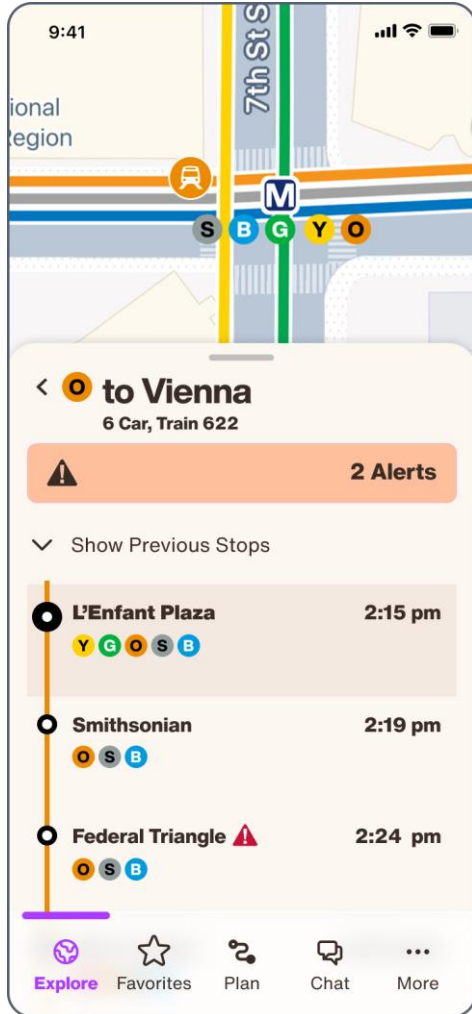 9:41
7th St S
ional
Region
M
S B G Y O
O to Vienna
6 Car, Train 622
2 Alerts
Show Previous Stops
L’Enfant Plaza 2:15 pm
Y G O S B
Smithsonian 2:19 pm
O S B
Federal Triangle 2:24 pm
O S B
Explore Favorites Plan Chat More